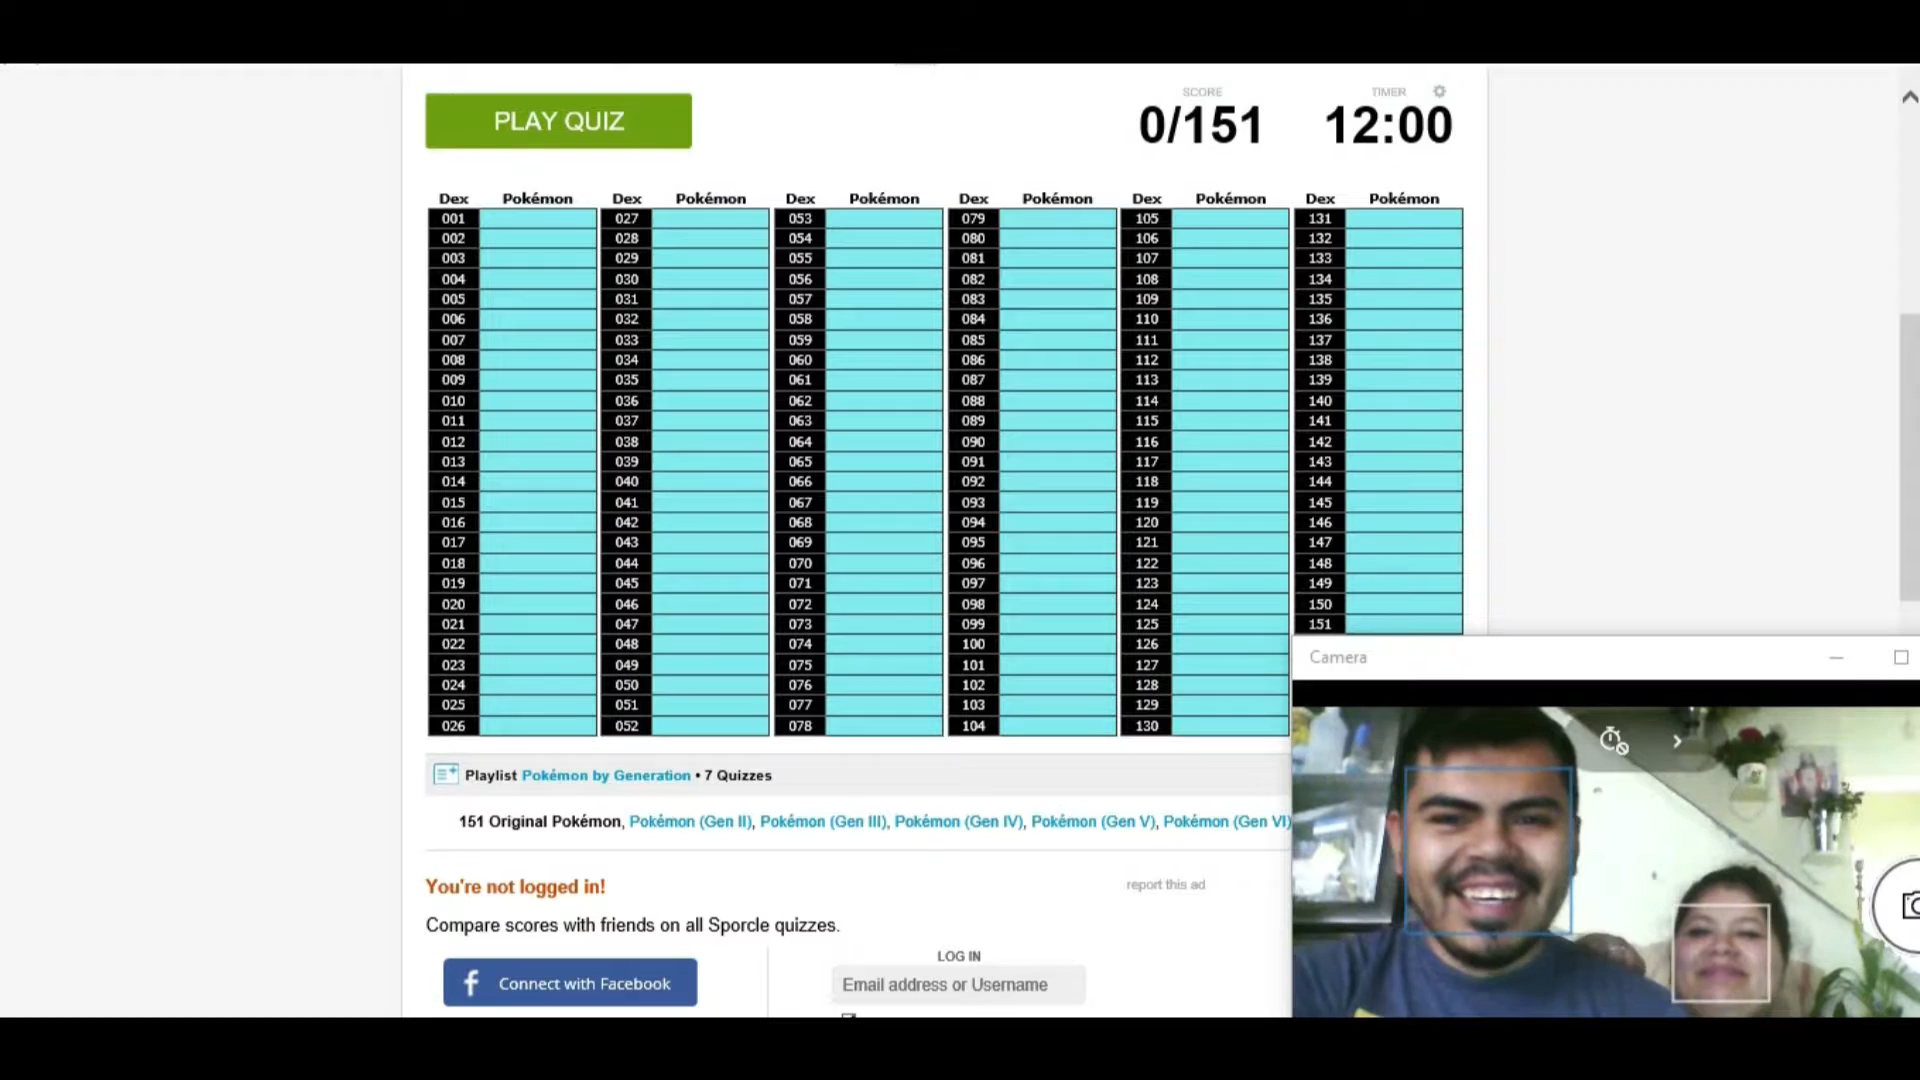 PLAY QUIZ
SCORE
0/151
TIMER
12:00
Dex Pokémon Dex Pokémon Dex Pokémon Dex Pokémon Dex Pokémon Dex Pokémon
001 027 053 079 105 131
002 028 054 080 106 132
003 029 055 081 107 133
004 030 056 082 108 134
005 031 057 083 109 135
006 032 058 084 110 136
007 033 059 085 111 137
008 034 060 086 112 138
009 035 061 087 113 139
010 036 062 088 114 140
011 037 063 089 115 141
012 038 064 090 116 142
013 039 065 091 117 143
014 040 066 092 118 144
015 041 067 093 119 145
016 042 068 094 120 146
017 043 069 095 121 147
018 044 070 096 122 148
019 045 071 097 123 149
020 046 072 098 124 150
021 047 073 099 125 151
022 048 074 100 126
023 049 075 101 127
024 050 076 102 128
025 051 077 103 129
026 052 078 104 130
Camera
Playlist Pokémon by Generation • 7 Quizzes
151 Original Pokémon, Pokémon (Gen II), Pokémon (Gen III), Pokémon (Gen IV), Pokémon (Gen V), Pokémon (Gen VI)
You're not logged in!
report this ad
Compare scores with friends on all Sporcle quizzes.
LOG IN
f Connect with Facebook
Email address or Username